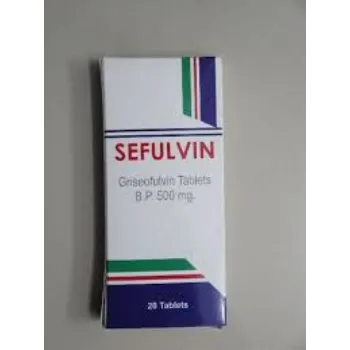 SEFULVIN
Griseofulvin Tablets
B.P. 500 mg.
20 Tablets